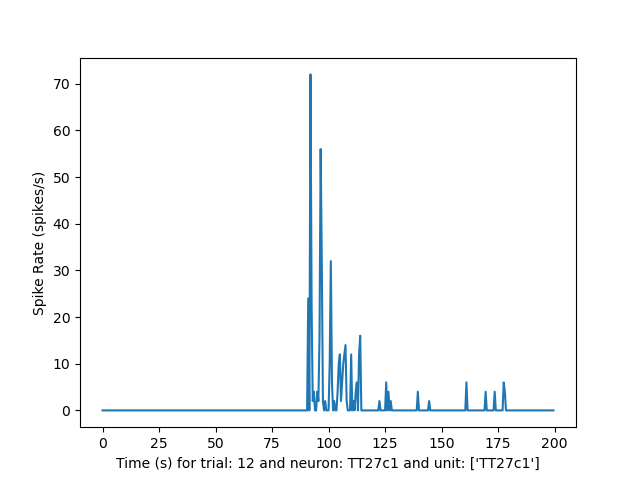 70
60
50
40
30
20
10
0
Spike Rate (spikes/s)
0 25 50 75 100 125 150 175 200
Time (s) for trial: 12 and neuron: TT27c1 and unit: ['TT27c1']